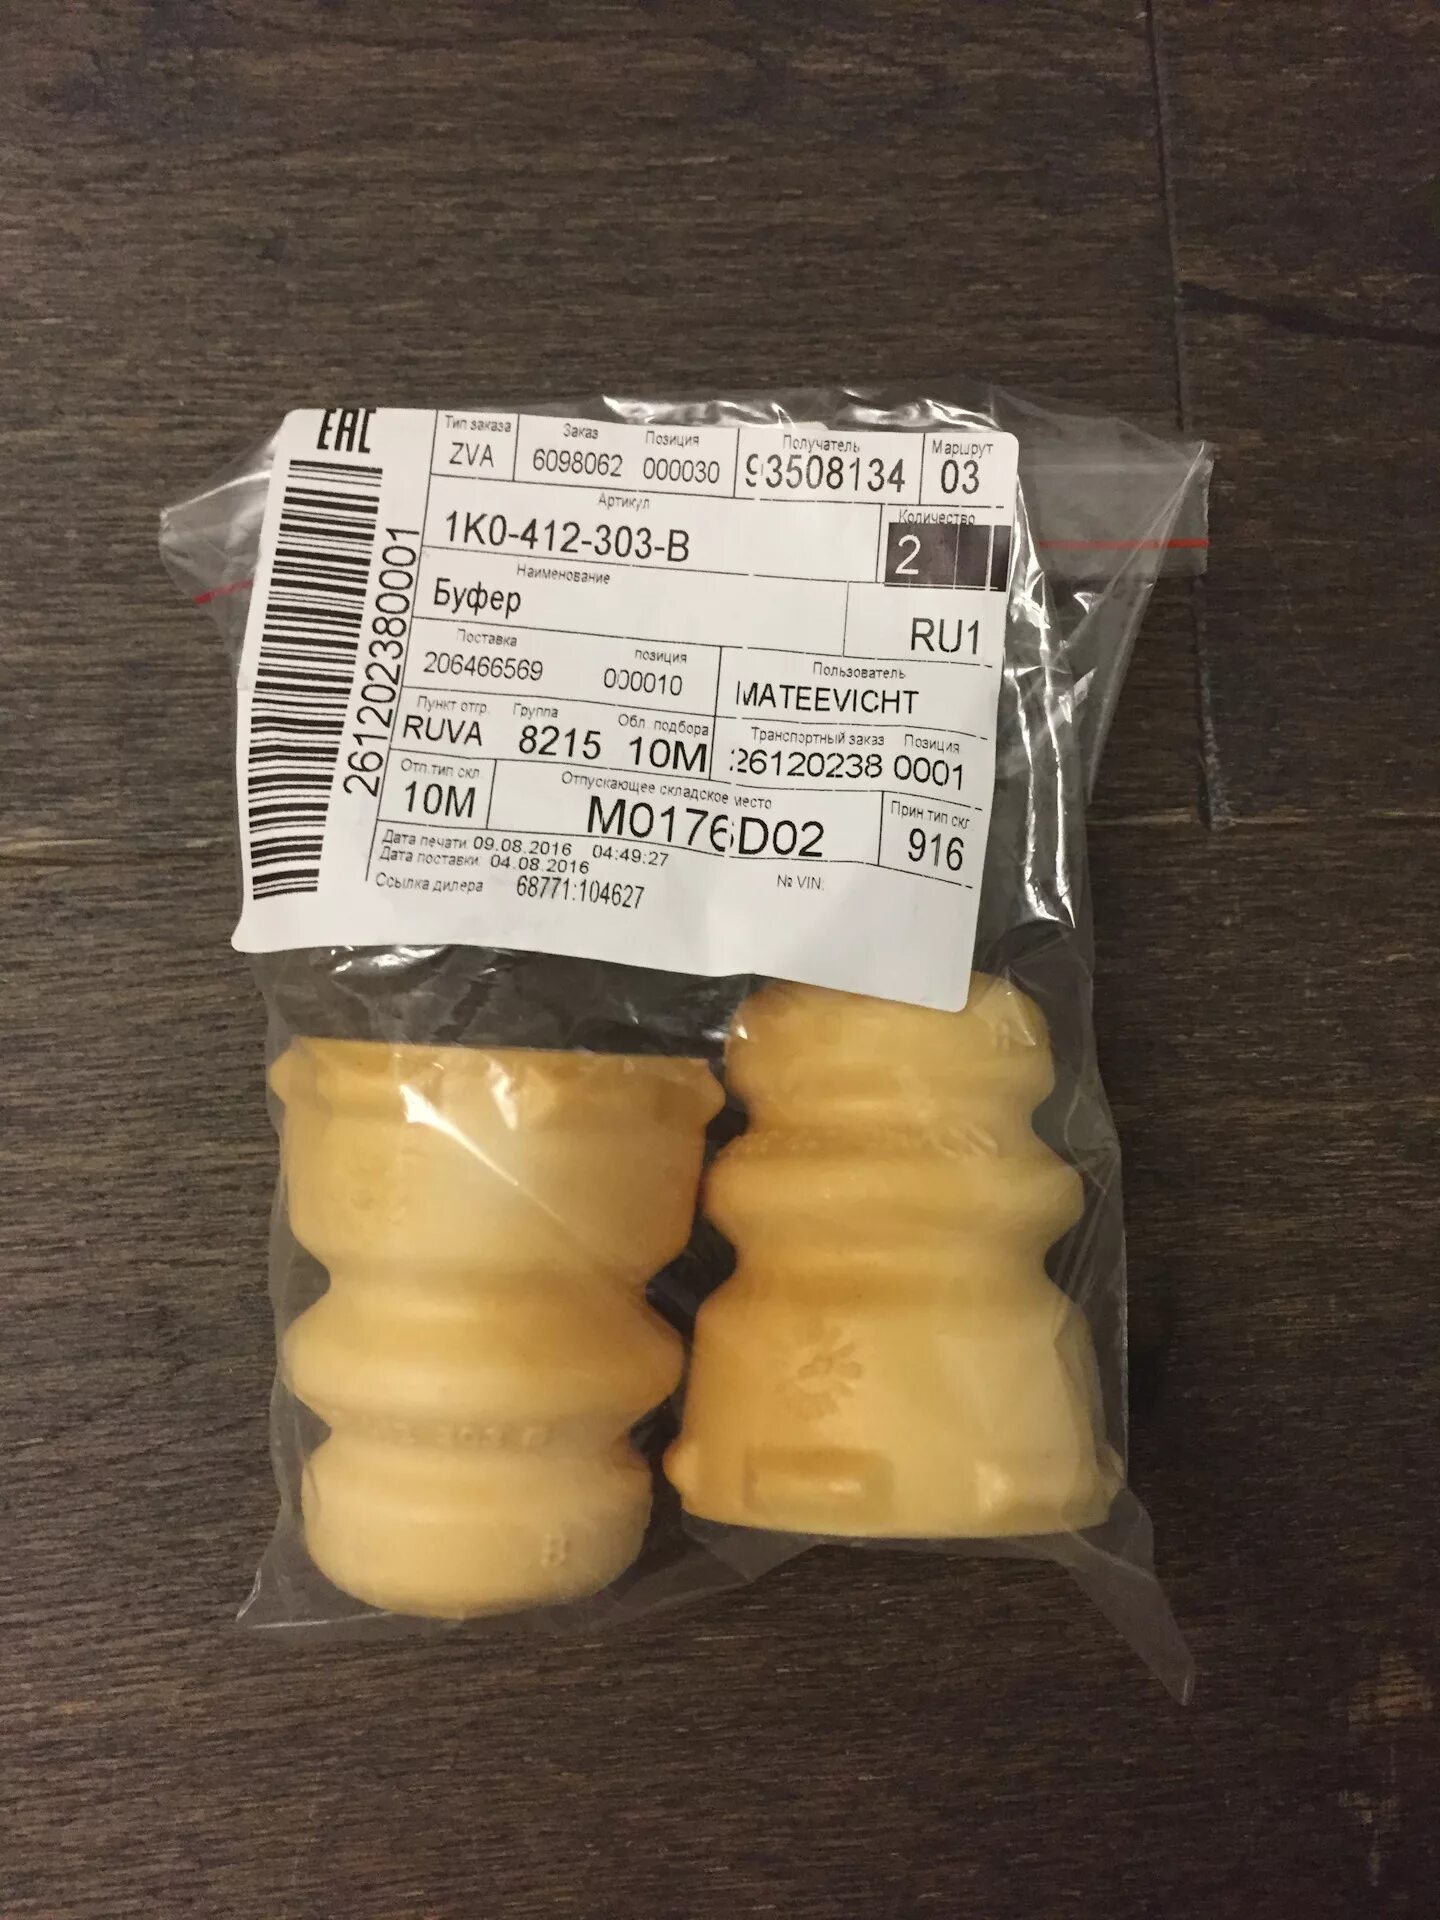 EAC
Тип заказа Заказ Позиция Получатель Маршрут
ZVA 6098062 000030 93508134 03
Артикул Количество
1K0-412-303-B 2
Наименование
Буфер RU1
Поставка позиция Пользователь
206466569 000010 MATEEVICHT
Пункт отгр. Группа Обл. подбора Транспортный заказ Позиция
RUVA 8215 10M 26120238 0001
Отп.тип скл. Отпускающее складское место Прин.тип скл.
10M M0176D02 916
Дата печати: 09.08.2016 04:49:27
Дата поставки: 04.08.2016
Ссылка дилера 68771:104627 № VIN:
261202380001
303
B